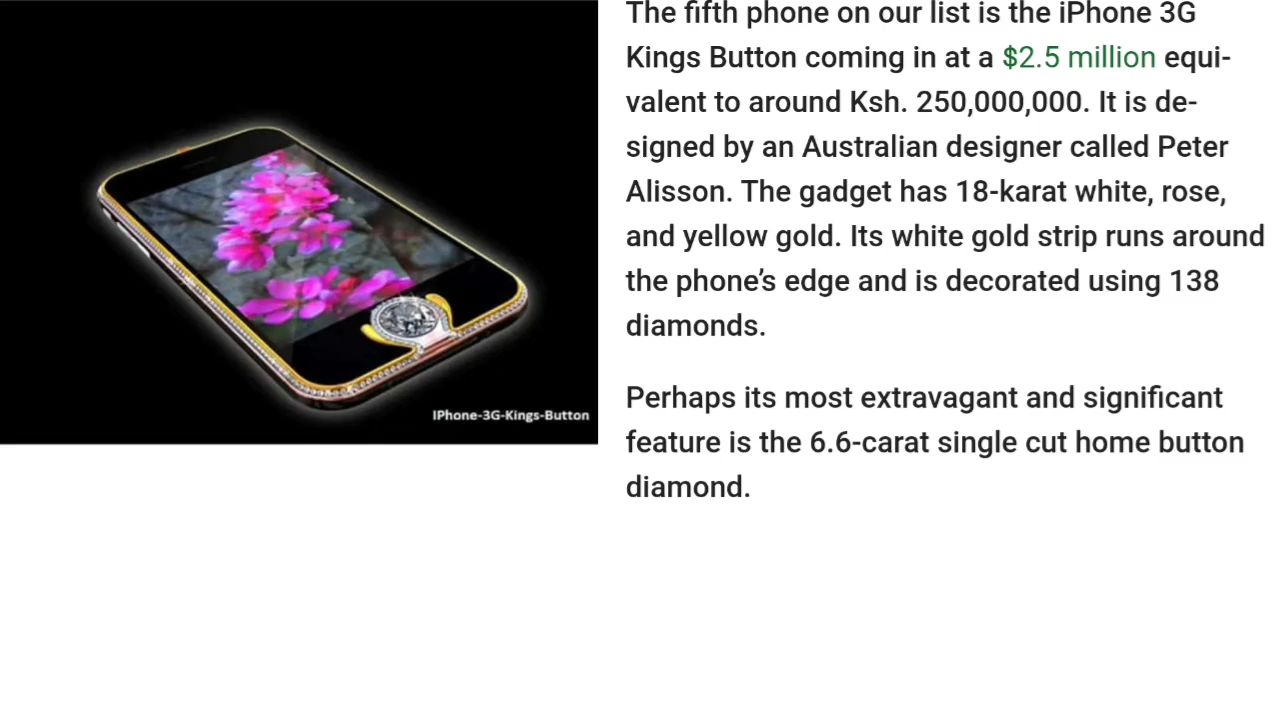 The fifth phone on our list is the iPhone 3G
Kings Button coming in at a $2.5 million equi-
valent to around Ksh. 250,000,000. It is de-
signed by an Australian designer called Peter
Alisson. The gadget has 18-karat white, rose,
and yellow gold. Its white gold strip runs around
the phone’s edge and is decorated using 138
diamonds.
Perhaps its most extravagant and significant
feature is the 6.6-carat single cut home button
diamond.
IPhone-3G-Kings-Button